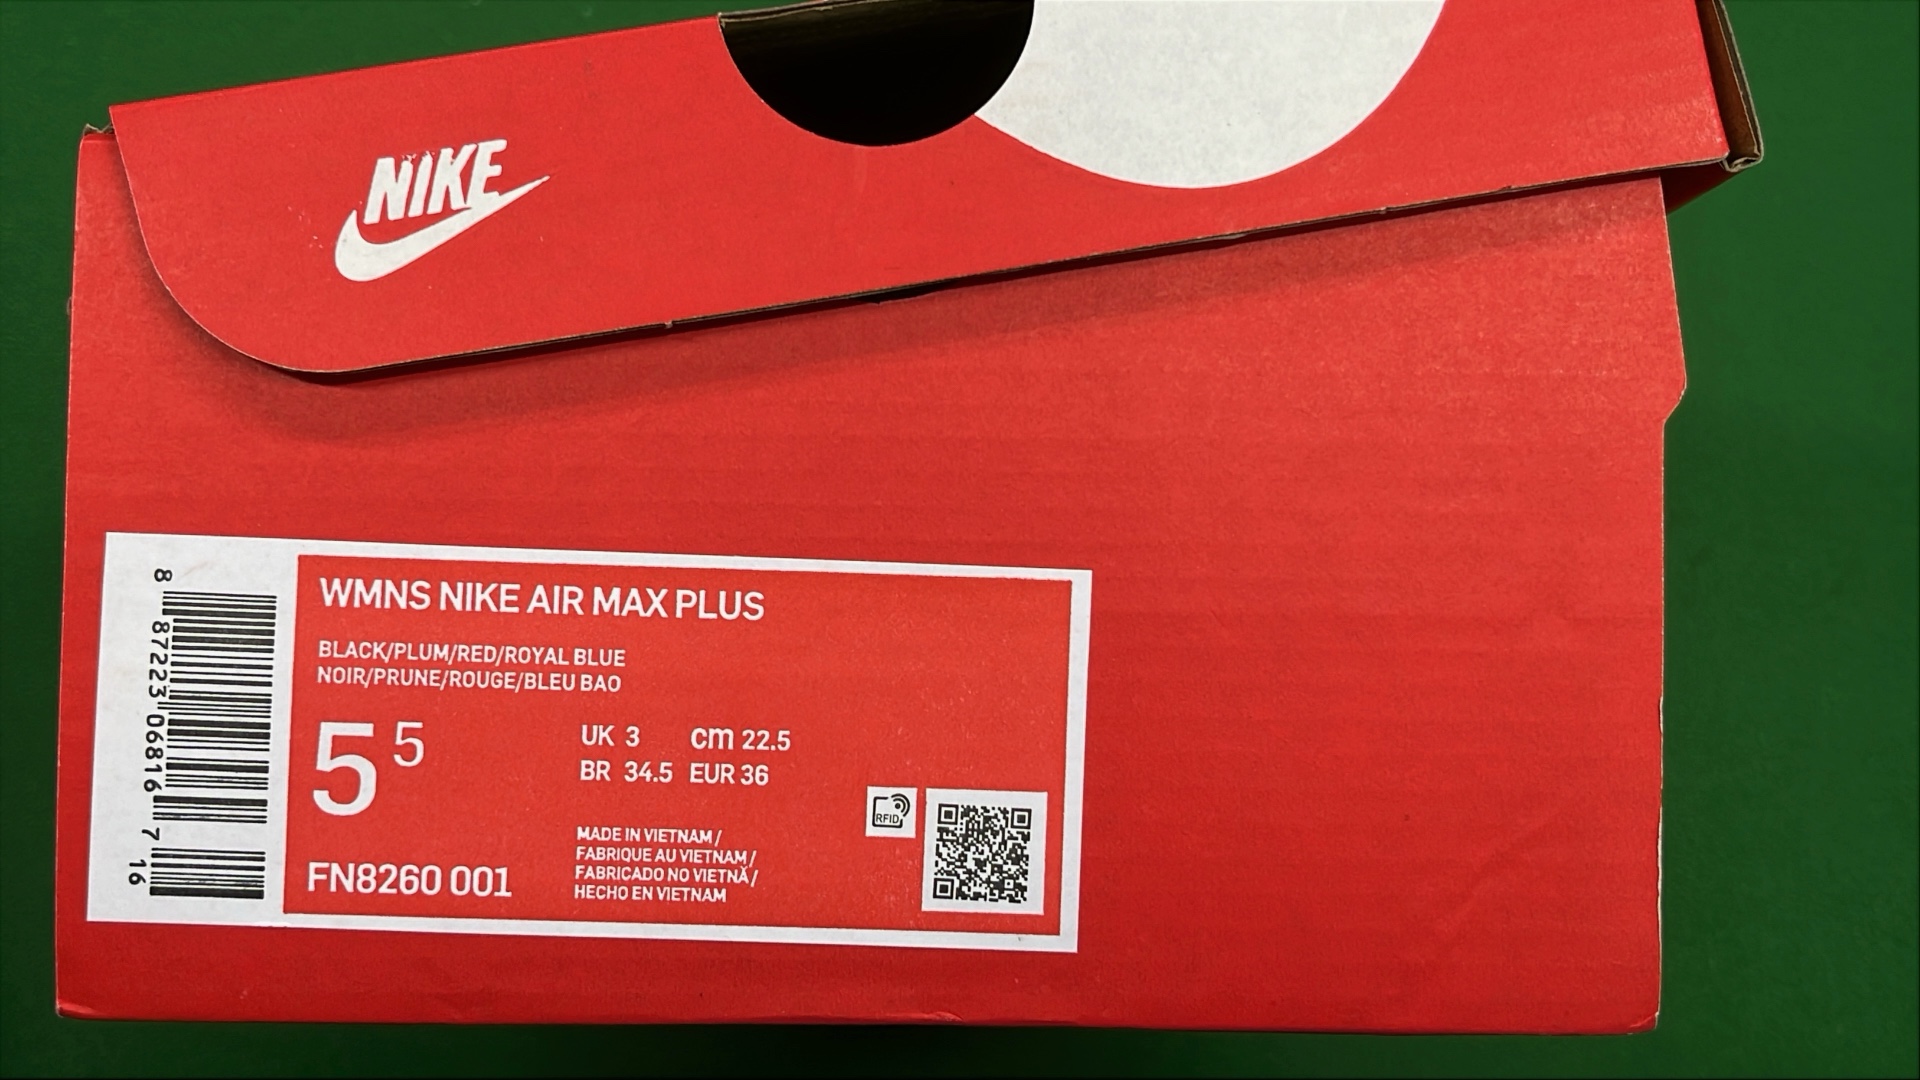 NIKE
WMNS NIKE AIR MAX PLUS
BLACK/PLUM/RED/ROYAL BLUE
NOIR/PRUNE/ROUGE/BLEU BAO
5 5
UK 3 cm 22.5
BR 34.5 EUR 36
MADE IN VIETNAM /
FABRIQUE AU VIETNAM /
FABRICADO NO VIETNÃ /
HECHO EN VIETNAM
FN8260 001
RFID
8 87223 06816 7 16